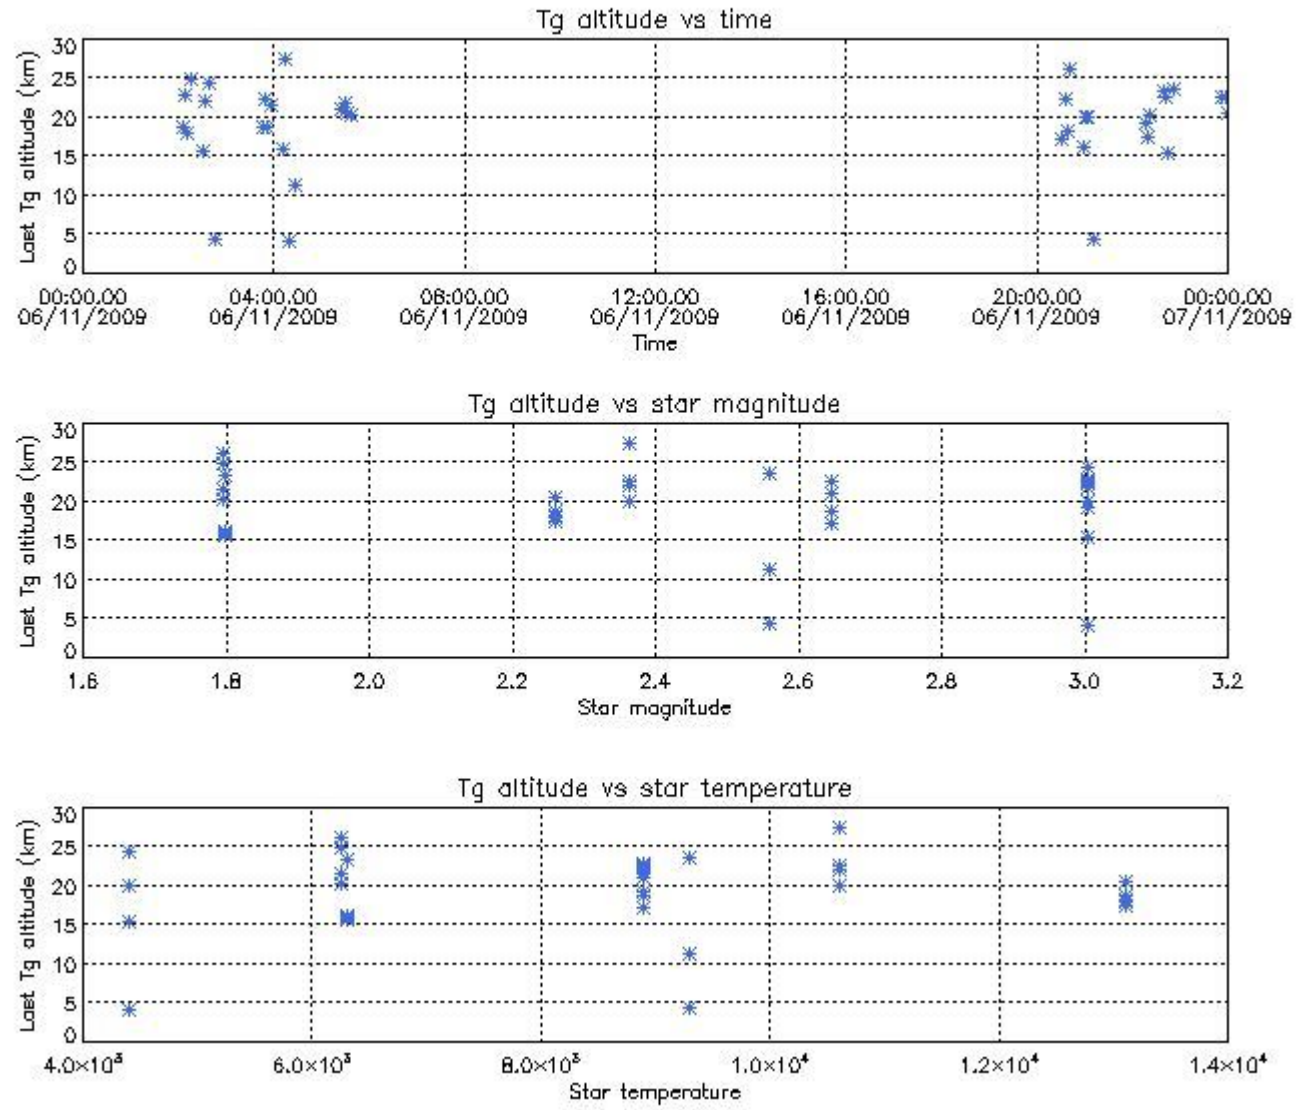 Tg altitude vs time
Last Tg altitude (km)
30
25
20
15
10
5
0
00:00.00 04:00.00 08:00.00 12:00.00 16:00.00 20:00.00 00:00.00
06/11/2009 06/11/2009 06/11/2009 06/11/2009 06/11/2009 06/11/2009 07/11/2009
Time
Tg altitude vs star magnitude
Last Tg altitude (km)
30
25
20
15
10
5
0
1.6 1.8 2.0 2.2 2.4 2.6 2.8 3.0 3.2
Star magnitude
Tg altitude vs star temperature
Last Tg altitude (km)
30
25
20
15
10
5
0
4.0×10³ 6.0×10³ 8.0×10³ 1.0×10⁴ 1.2×10⁴ 1.4×10⁴
Star temperature